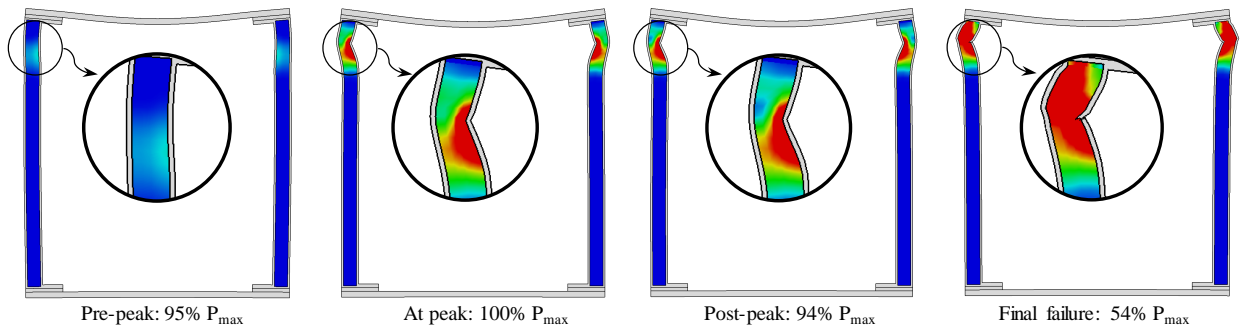 Pre-peak: 95% Pmax
At peak: 100% Pmax
Post-peak: 94% Pmax
Final failure: 54% Pmax